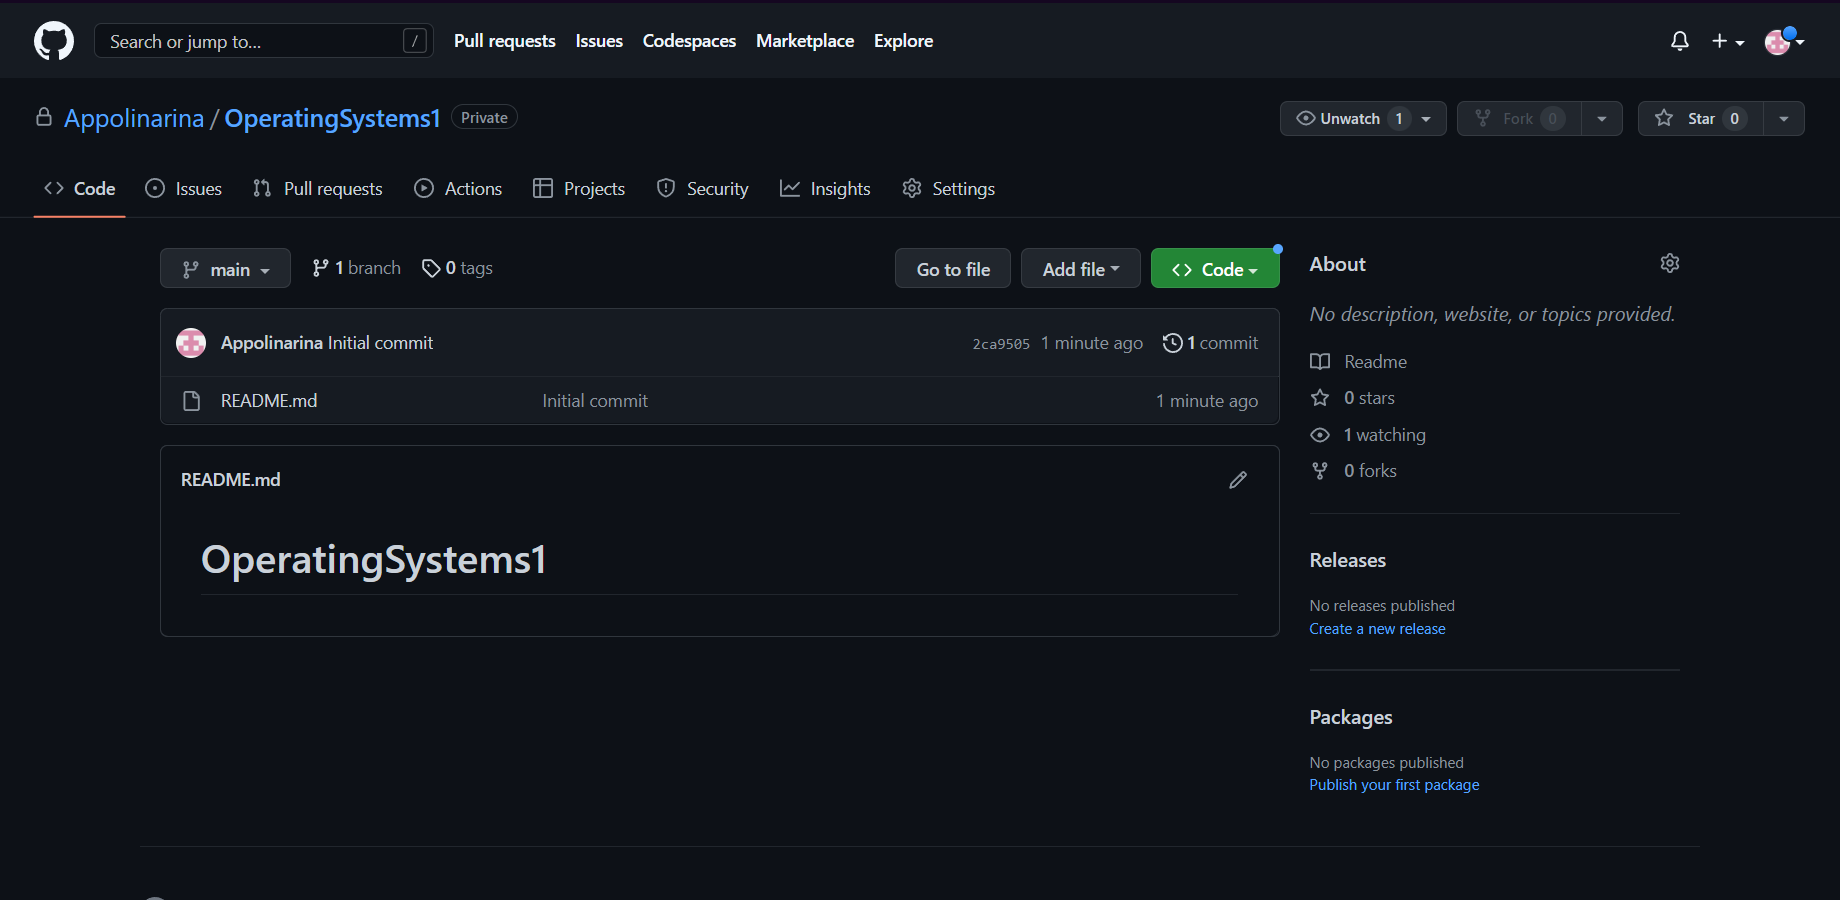 Search or jump to... /
Pull requests Issues Codespaces Marketplace Explore
Appolinarina / OperatingSystems1 Private
Unwatch 1 Fork 0 Star 0
Code Issues Pull requests Actions Projects Security Insights Settings
main 1 branch 0 tags
Go to file Add file Code
Appolinarina Initial commit 2ca9505 1 minute ago 1 commit
README.md Initial commit 1 minute ago
README.md
OperatingSystems1
About
No description, website, or topics provided.
Readme
0 stars
1 watching
0 forks
Releases
No releases published
Create a new release
Packages
No packages published
Publish your first package